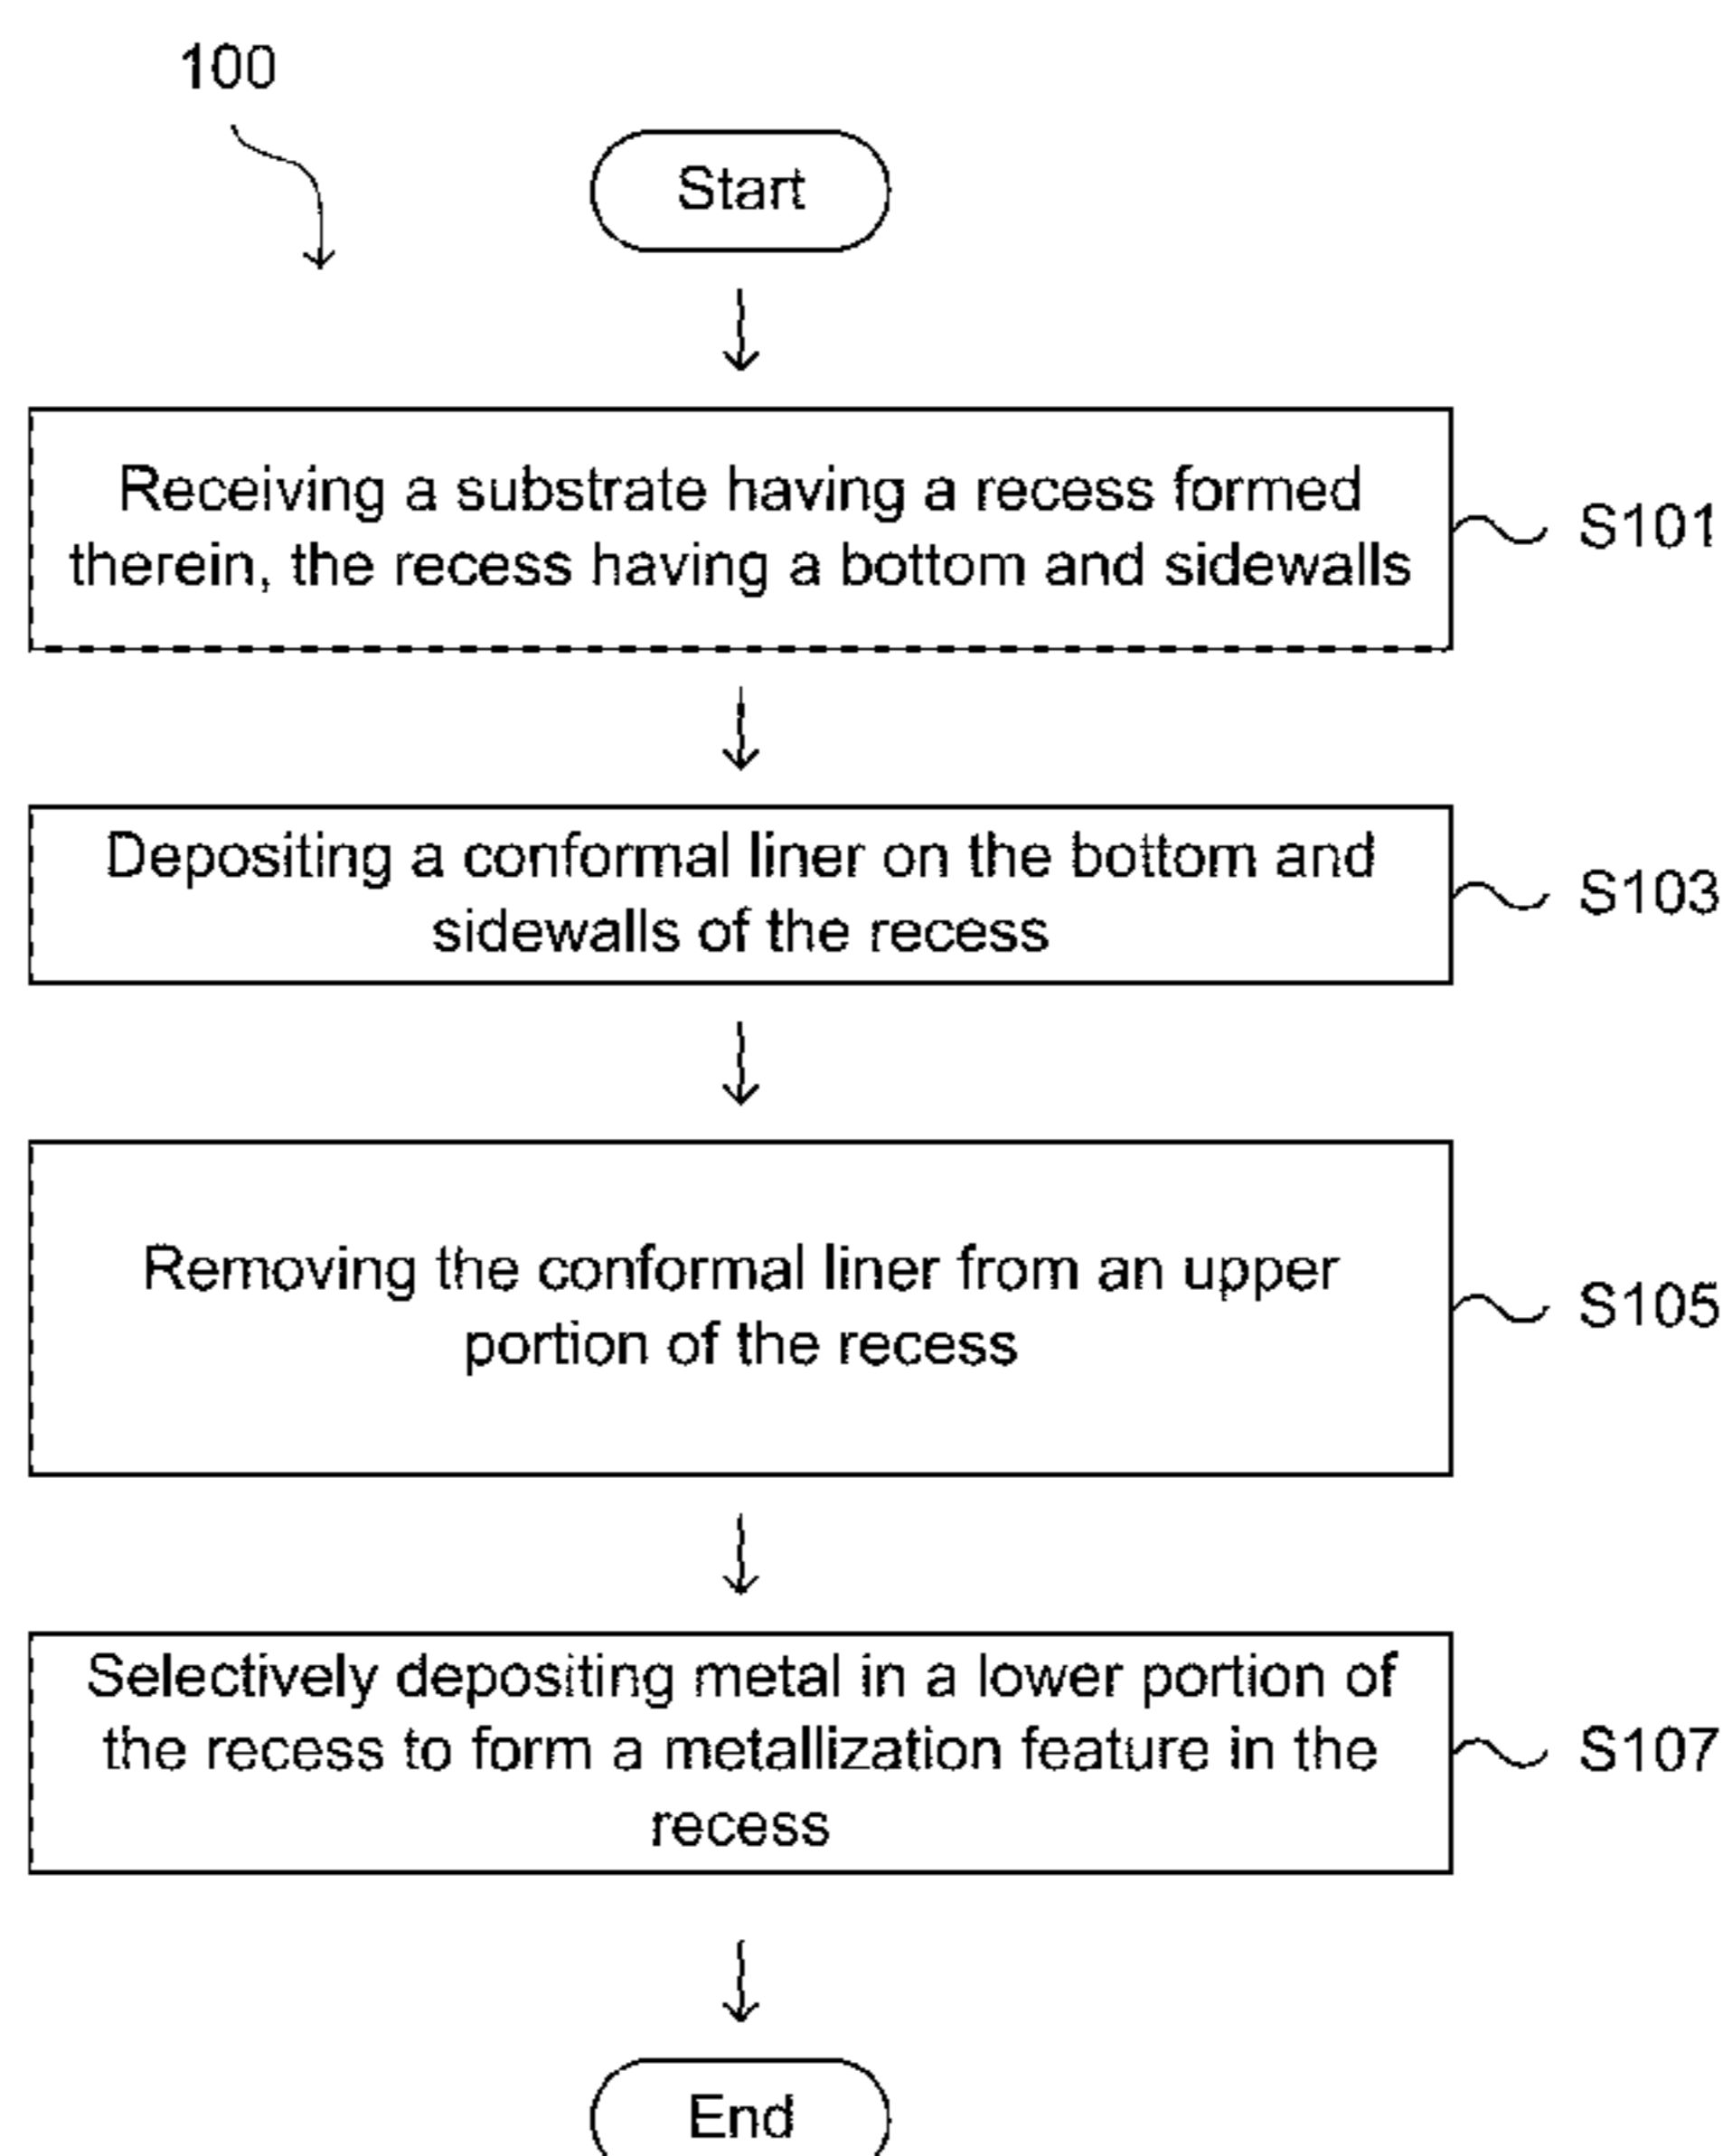 100
Start
Receiving a substrate having a recess formed
therein, the recess having a bottom and sidewalls
S101
Depositing a conformal liner on the bottom and
sidewalls of the recess
S103
Removing the conformal liner from an upper
portion of the recess
S105
Selectively depositing metal in a lower portion of
the recess to form a metallization feature in the
recess
S107
End